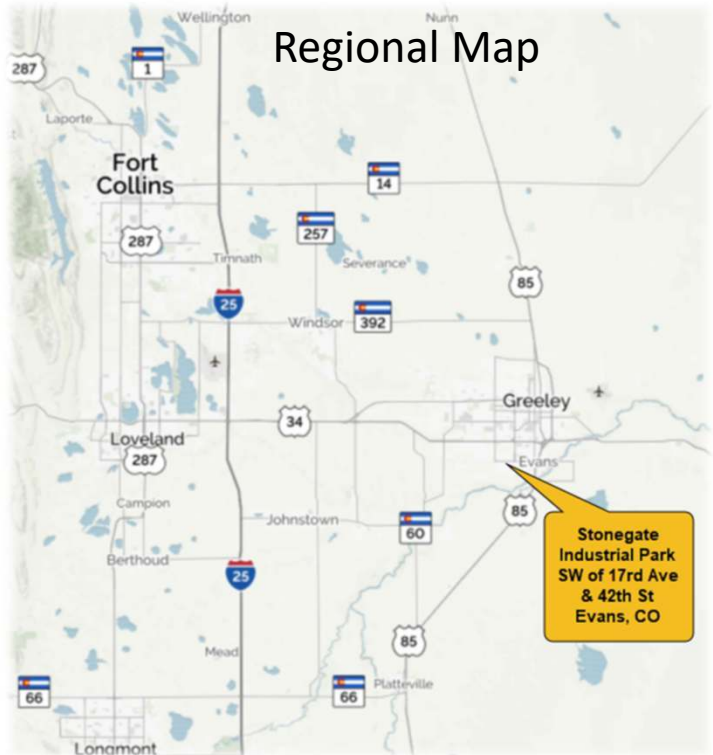 Regional Map
Wellington
Nunn
287
1
Laporte
Fort
Collins
14
257
287
Timnath
Severance
85
25
Windsor
392
Greeley
34
Loveland
287
Evans
Campion
85
Johnstown
60
Stonegate
Industrial Park
SW of 17rd Ave
& 42th St
Evans, CO
Berthoud
25
85
Mead
66
66
Platteville
Longmont